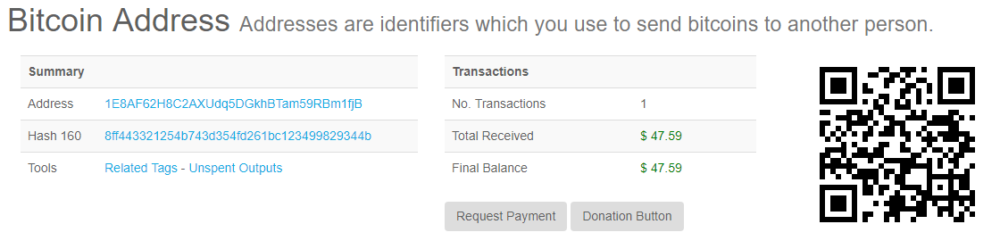 Bitcoin Address Addresses are identifiers which you use to send bitcoins to another person.
Summary
Address 1E8AF62H8C2AXUdq5DGkhBTam59RBm1fjB
Hash 160 8ff443321254b743d354fd261bc123499829344b
Tools Related Tags - Unspent Outputs
Transactions
No. Transactions 1
Total Received $ 47.59
Final Balance $ 47.59
Request Payment Donation Button